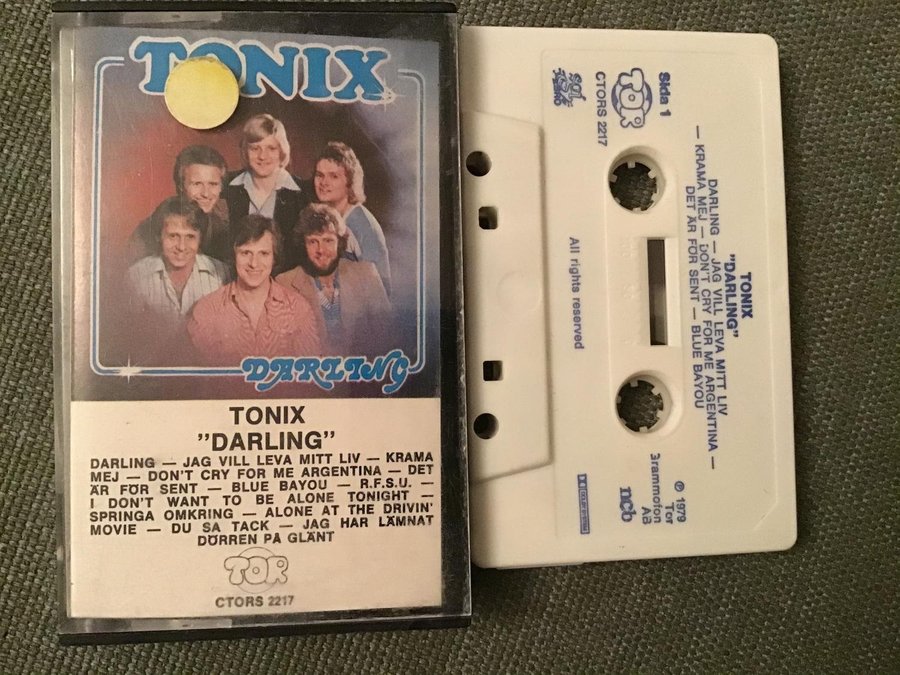 TONIX
DARLING
TONIX
"DARLING"
DARLING — JAG VILL LEVA MITT LIV — KRAMA
MEJ — DON'T CRY FOR ME ARGENTINA — DET
ÄR FÖR SENT — BLUE BAYOU — R.F.S.U. —
I DON'T WANT TO BE ALONE TONIGHT —
SPRINGA OMKRING — ALONE AT THE DRIVIN'
MOVIE — DU SA TACK — JAG HAR LÄMNAT
DÖRREN PÅ GLÄNT
TOR
CTORS 2217
Sida 1
TOR
CTORS 2217
TONIX
"DARLING"
DARLING — JAG VILL LEVA MITT LIV
— KRAMA MEJ — DON'T CRY FOR ME ARGENTINA —
DET ÄR FÖR SENT — BLUE BAYOU
All rights reserved
℗ 1979
Tor
Grammofon
AB
ncb